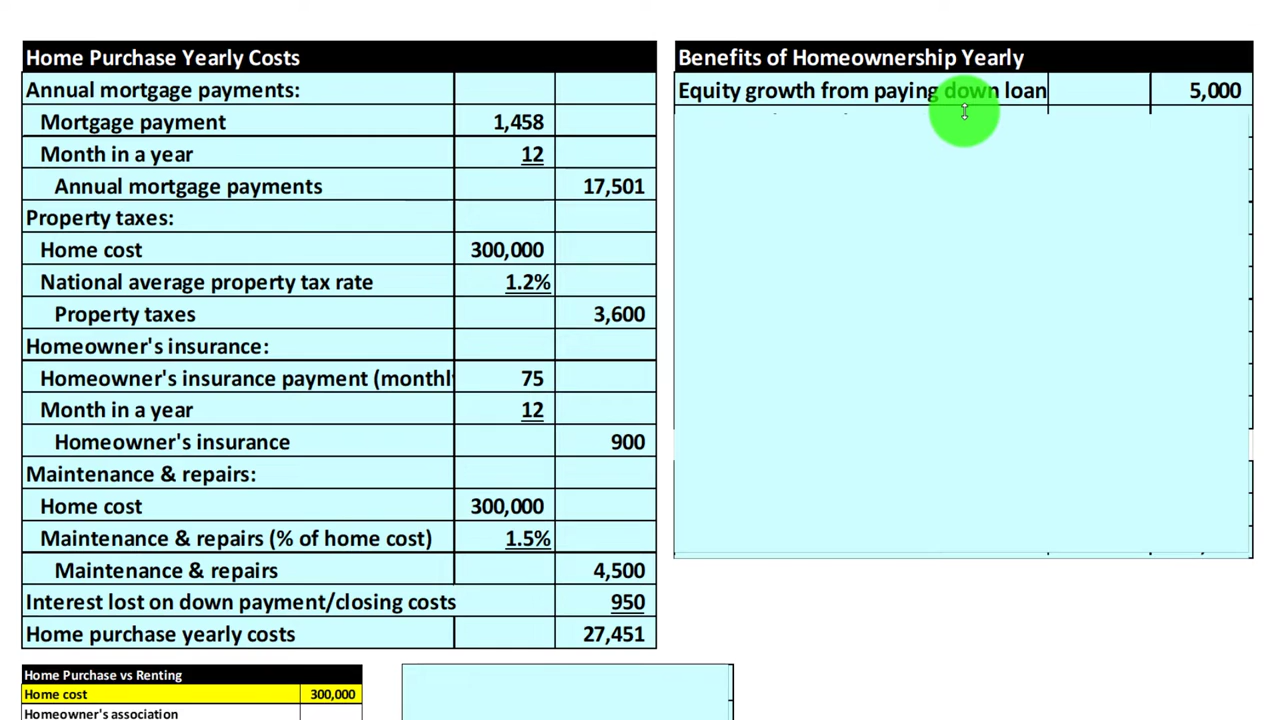 Home Purchase Yearly Costs
Annual mortgage payments:
Mortgage payment 1,458
Month in a year 12
Annual mortgage payments 17,501
Property taxes:
Home cost 300,000
National average property tax rate 1.2%
Property taxes 3,600
Homeowner's insurance:
Homeowner's insurance payment (monthl 75
Month in a year 12
Homeowner's insurance 900
Maintenance & repairs:
Home cost 300,000
Maintenance & repairs (% of home cost) 1.5%
Maintenance & repairs 4,500
Interest lost on down payment/closing costs 950
Home purchase yearly costs 27,451
Benefits of Homeownership Yearly
Equity growth from paying down loan 5,000
Home Purchase vs Renting
Home cost 300,000
Homeowner's association